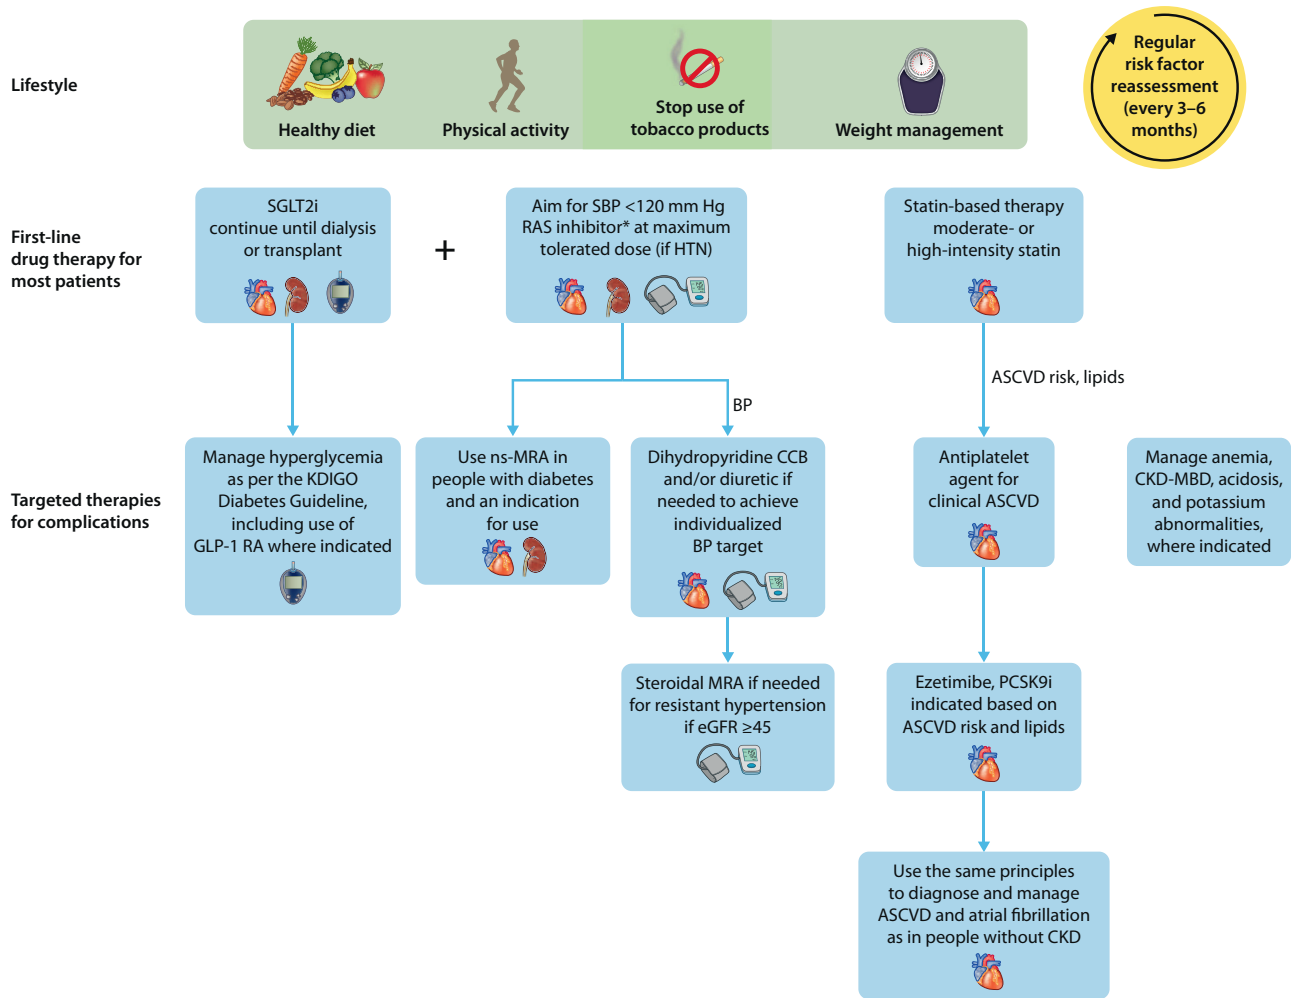 Lifestyle
Healthy diet
Physical activity
Stop use of
tobacco products
Weight management
Regular
risk factor
reassessment
(every 3–6
months)
First-line
drug therapy for
most patients
SGLT2i
continue until dialysis
or transplant
+
Aim for SBP <120 mm Hg
RAS inhibitor* at maximum
tolerated dose (if HTN)
Statin-based therapy
moderate- or
high-intensity statin
ASCVD risk, lipids
BP
Targeted therapies
for complications
Manage hyperglycemia
as per the KDIGO
Diabetes Guideline,
including use of
GLP-1 RA where indicated
Use ns-MRA in
people with diabetes
and an indication
for use
Dihydropyridine CCB
and/or diuretic if
needed to achieve
individualized
BP target
Antiplatelet
agent for
clinical ASCVD
Manage anemia,
CKD-MBD, acidosis,
and potassium
abnormalities,
where indicated
Steroidal MRA if needed
for resistant hypertension
if eGFR ≥45
Ezetimibe, PCSK9i
indicated based on
ASCVD risk and lipids
Use the same principles
to diagnose and manage
ASCVD and atrial fibrillation
as in people without CKD